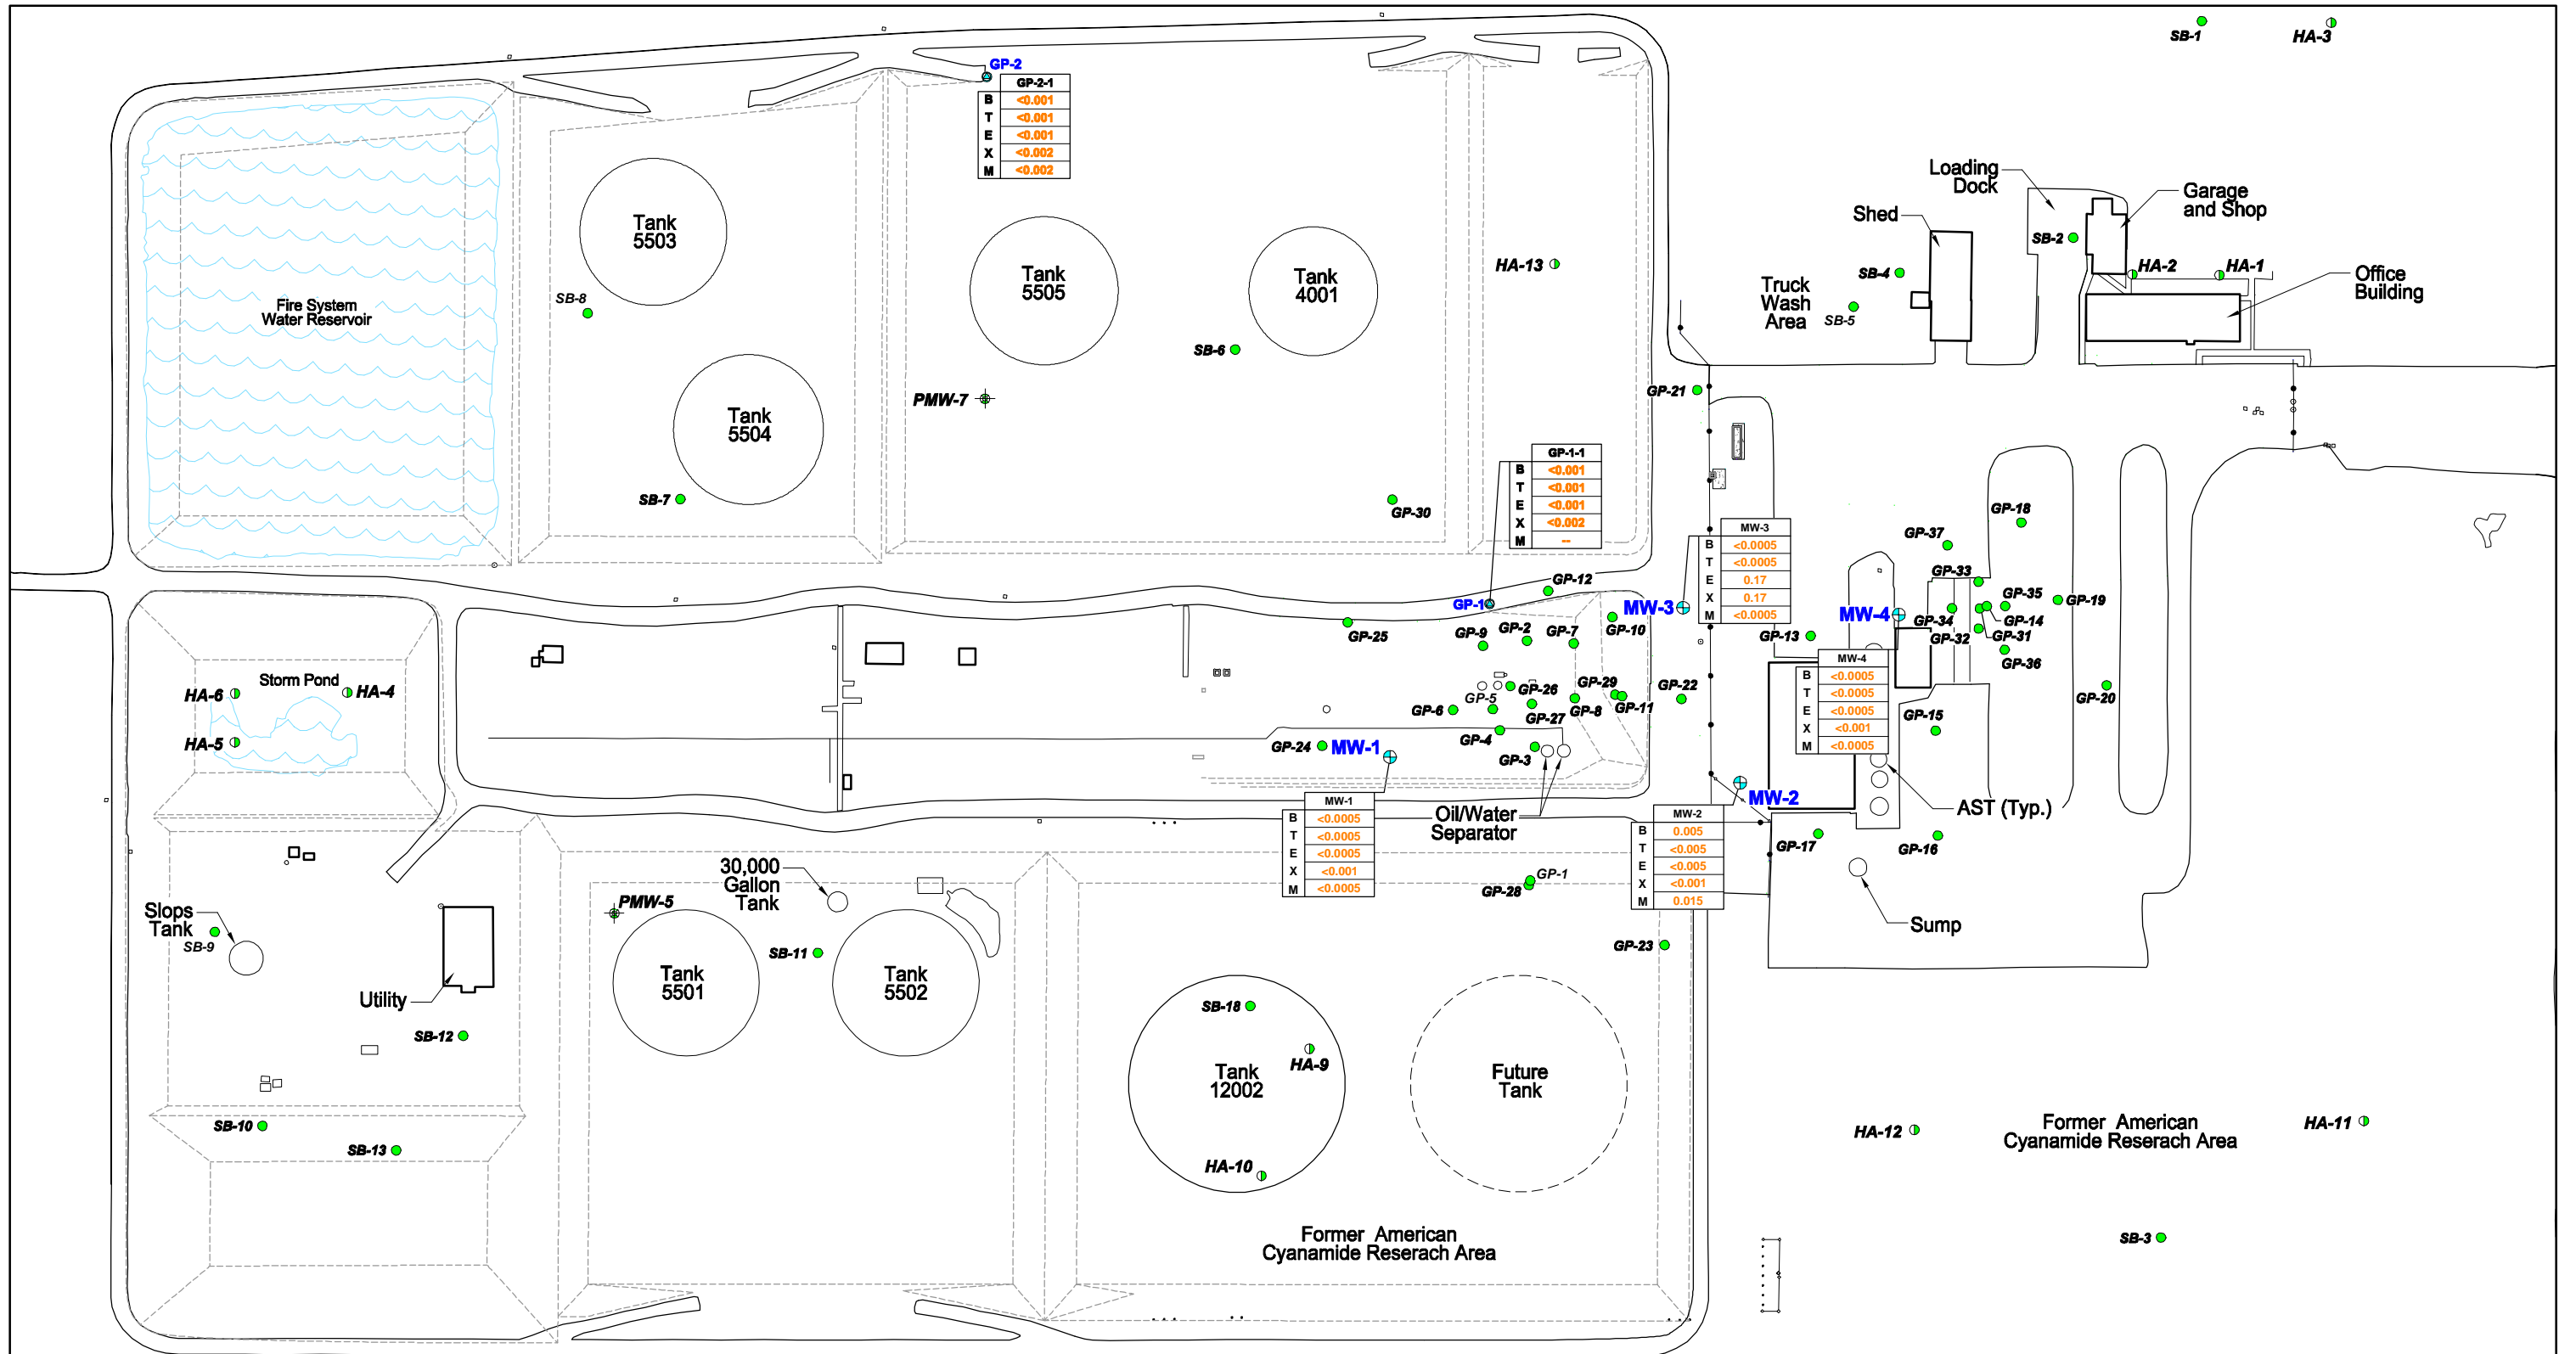 SB-1
HA-3
GP-2
GP-2-1
B <0.001
T <0.001
E <0.001
X <0.002
M <0.002
Loading
Dock
Garage
and Shop
Shed
SB-2
HA-2
HA-1
SB-4
Office
Building
Truck
Wash
Area
SB-5
Tank
5503
SB-8
Fire System
Water Reservoir
Tank
5505
Tank
4001
HA-13
SB-6
PMW-7
Tank
5504
SB-7
GP-21
GP-30
GP-1-1
B <0.001
T <0.001
E <0.001
X <0.002
M --
MW-3
B <0.0005
T <0.0005
E 0.17
X 0.17
M <0.0005
GP-18
GP-37
GP-33
GP-12
GP-1
MW-3
MW-4
GP-35
GP-19
GP-34
GP-14
GP-32
GP-31
GP-36
GP-13
GP-25
GP-9
GP-2
GP-7
GP-10
MW-4
B <0.0005
T <0.0005
E <0.0005
X <0.001
M <0.0005
Storm Pond
HA-6
HA-4
HA-5
GP-5
GP-26
GP-29
GP-22
GP-20
GP-6
GP-27
GP-8
GP-11
GP-15
GP-24
MW-1
GP-4
GP-3
MW-2
AST (Typ.)
MW-1
B <0.0005
T <0.0005
E <0.0005
X <0.001
M <0.0005
Oil/Water
Separator
MW-2
B 0.005
T <0.005
E <0.005
X <0.001
M 0.015
GP-17
GP-16
GP-1
GP-28
30,000
Gallon
Tank
PMW-5
Slops
Tank
SB-9
Sump
GP-23
SB-11
Tank
5501
Tank
5502
Utility
SB-18
SB-12
HA-9
Tank
12002
Future
Tank
SB-10
SB-13
HA-10
HA-12
Former American
Cyanamide Reserach Area
HA-11
Former American
Cyanamide Reserach Area
SB-3